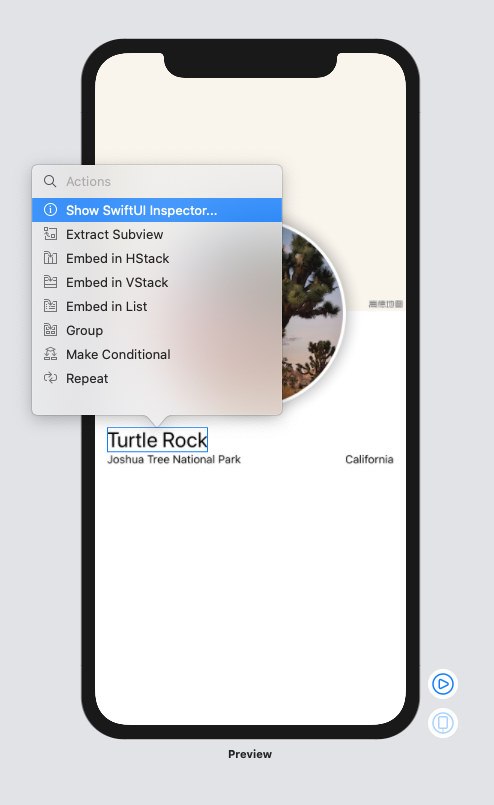 Actions
Show SwiftUI Inspector...
Extract Subview
Embed in HStack
Embed in VStack
Embed in List
Group
Make Conditional
Repeat
Turtle Rock
Joshua Tree National Park
California
Preview